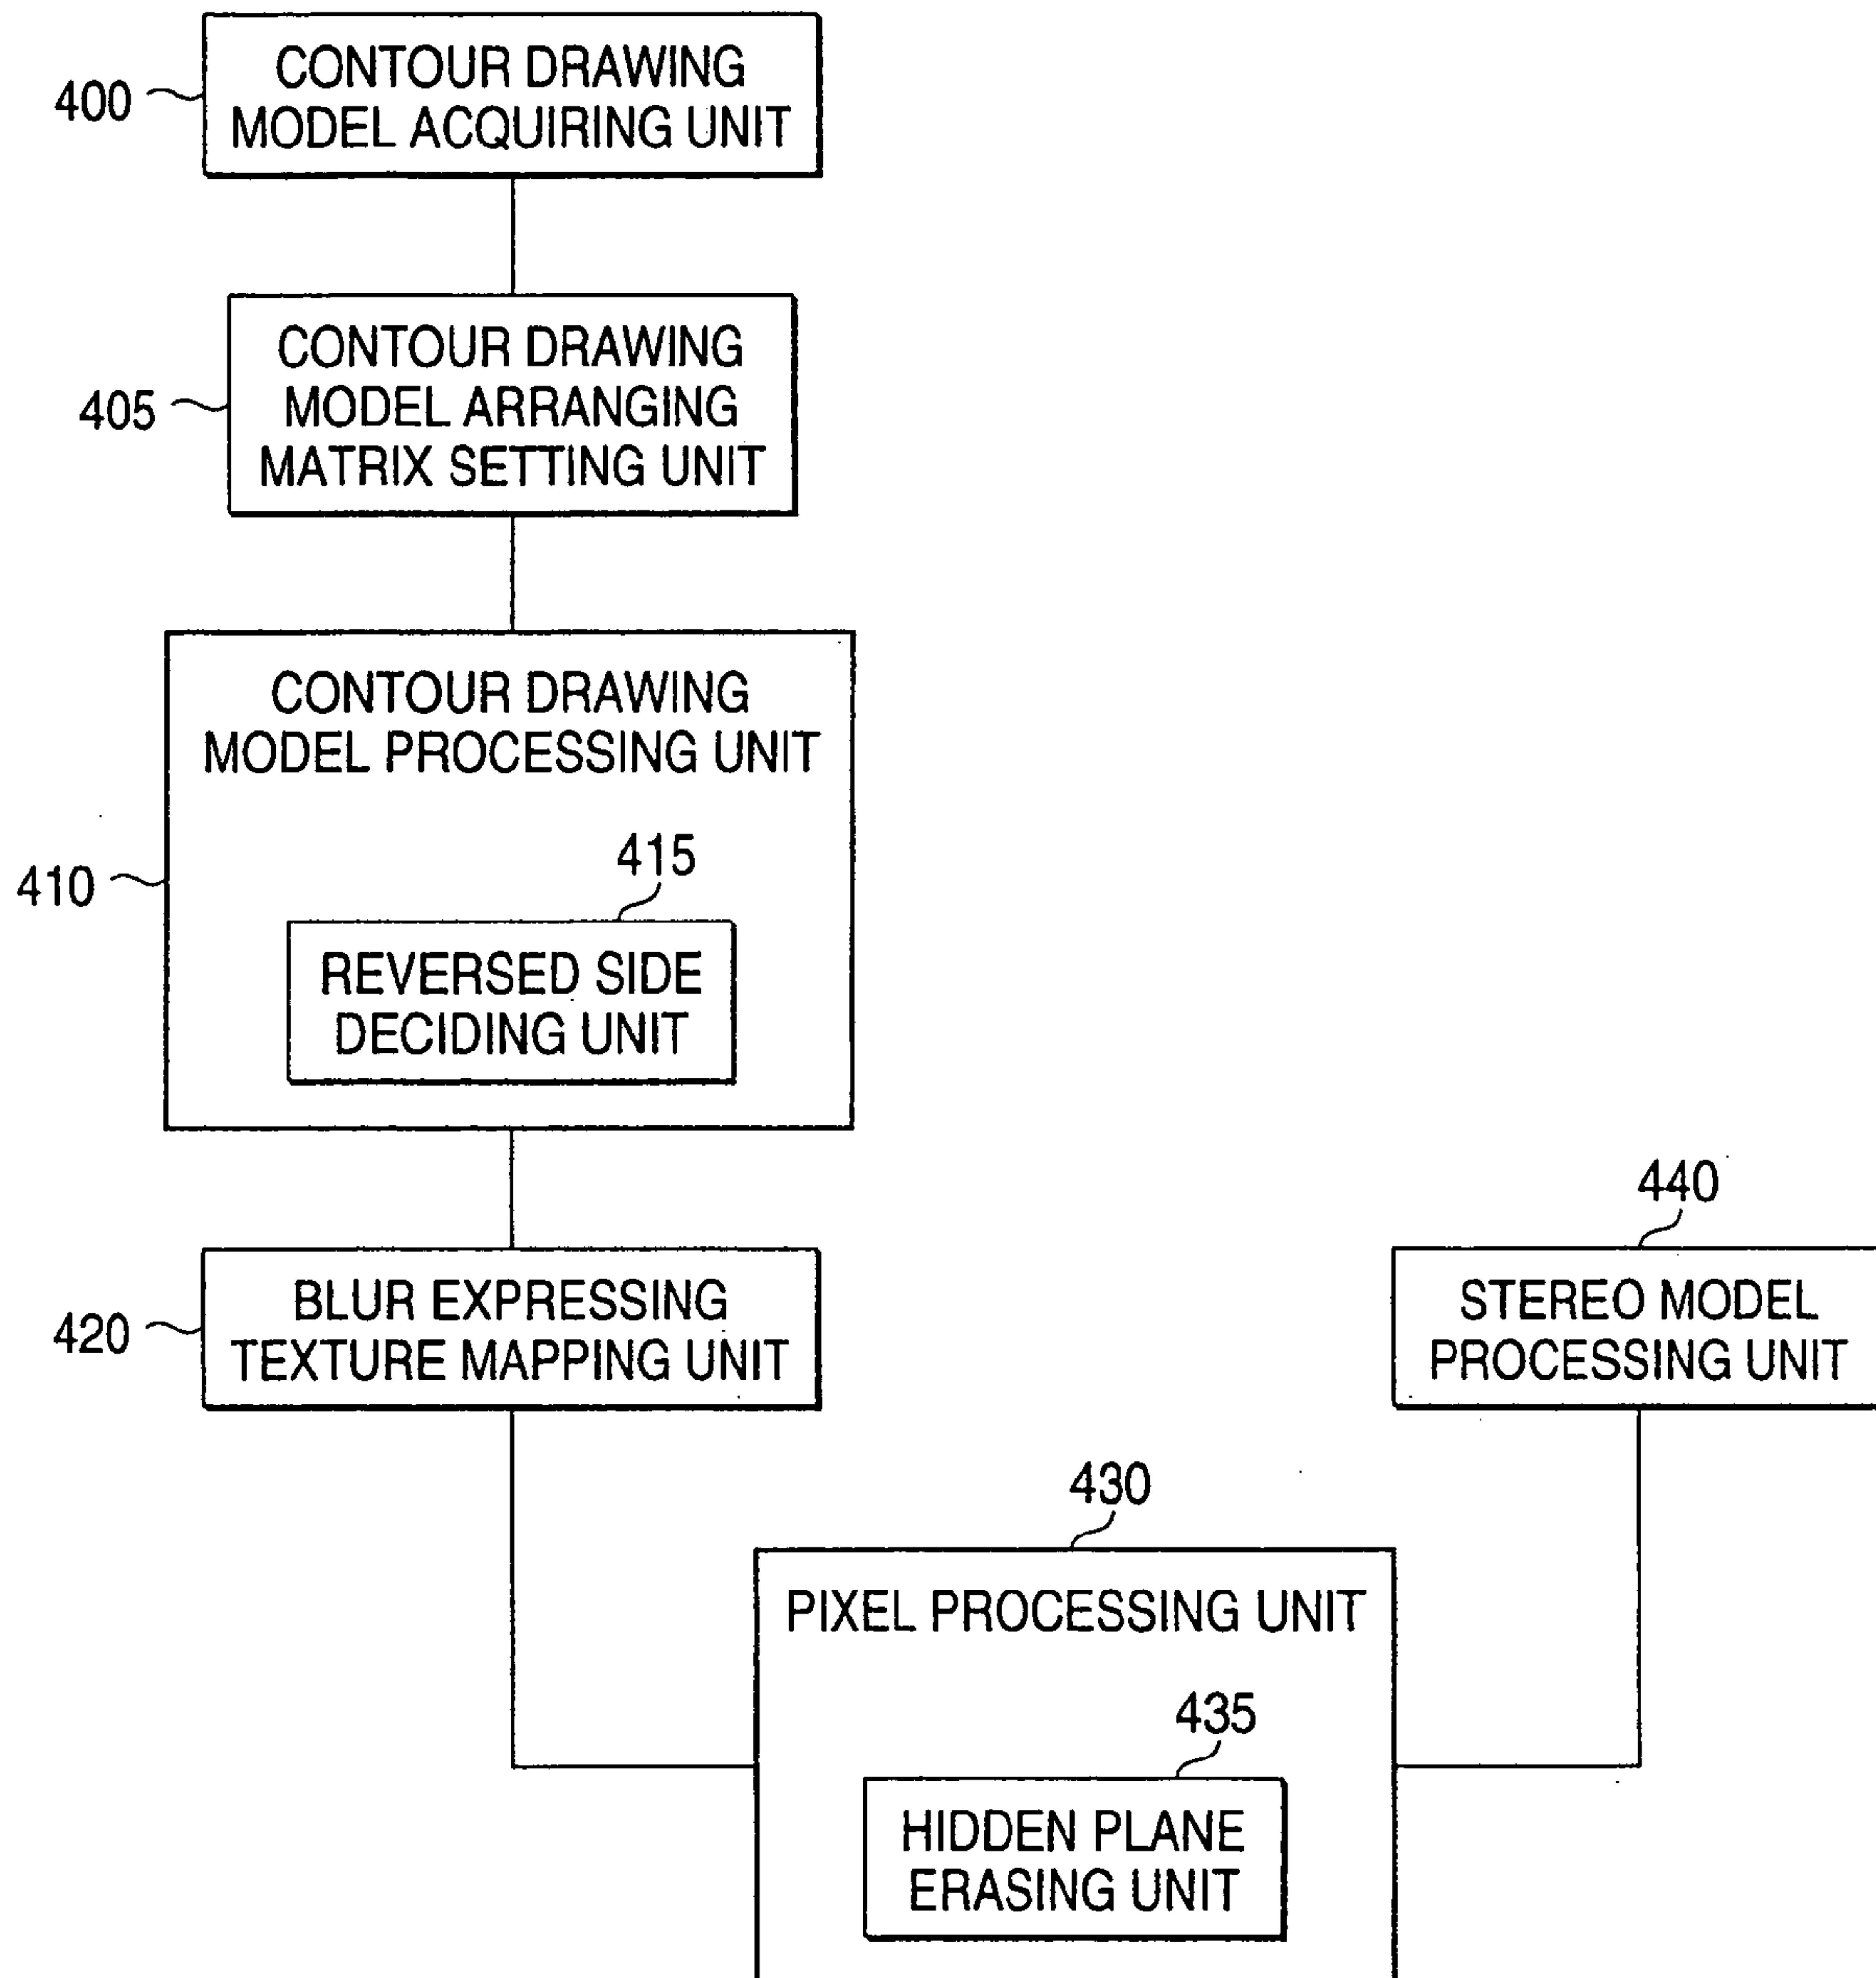 400
CONTOUR DRAWING
MODEL ACQUIRING UNIT
405
CONTOUR DRAWING
MODEL ARRANGING
MATRIX SETTING UNIT
410
CONTOUR DRAWING
MODEL PROCESSING UNIT
415
REVERSED SIDE
DECIDING UNIT
420
BLUR EXPRESSING
TEXTURE MAPPING UNIT
440
STEREO MODEL
PROCESSING UNIT
430
PIXEL PROCESSING UNIT
435
HIDDEN PLANE
ERASING UNIT